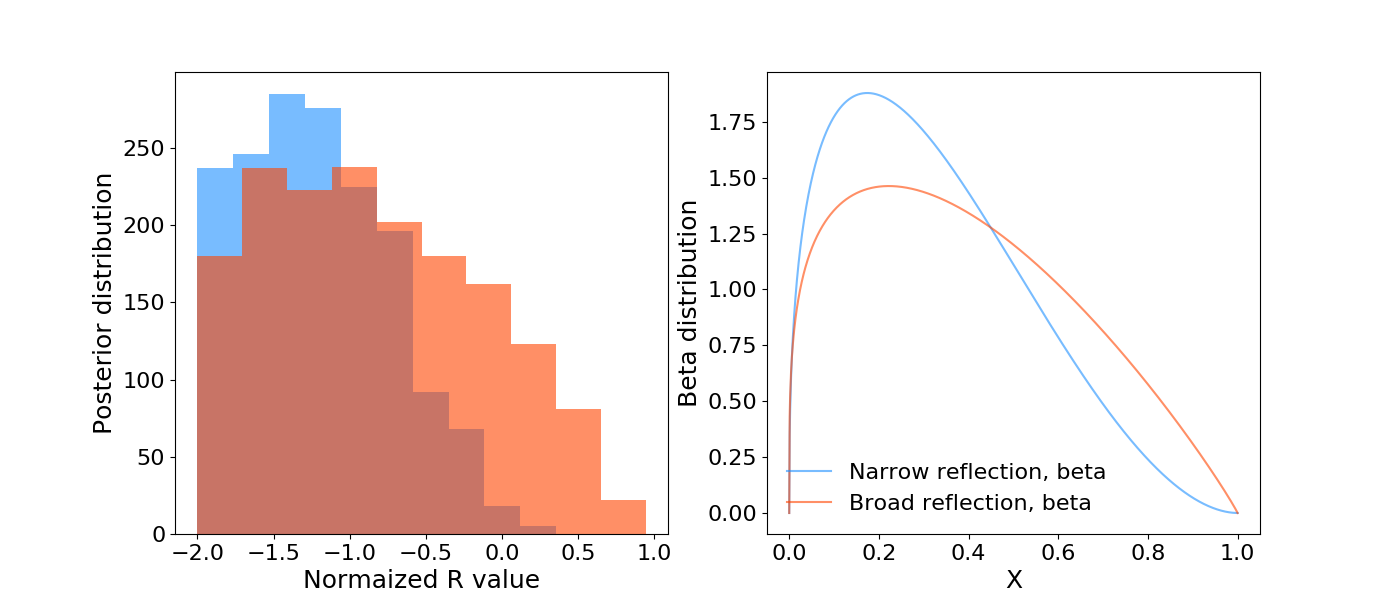 Posterior distribution
250
200
150
100
50
0
−2.0 −1.5 −1.0 −0.5 0.0 0.5 1.0
Normaized R value
Beta distribution
1.75
1.50
1.25
1.00
0.75
0.50
0.25
0.00
Narrow reflection, beta
Broad reflection, beta
0.0 0.2 0.4 0.6 0.8 1.0
X